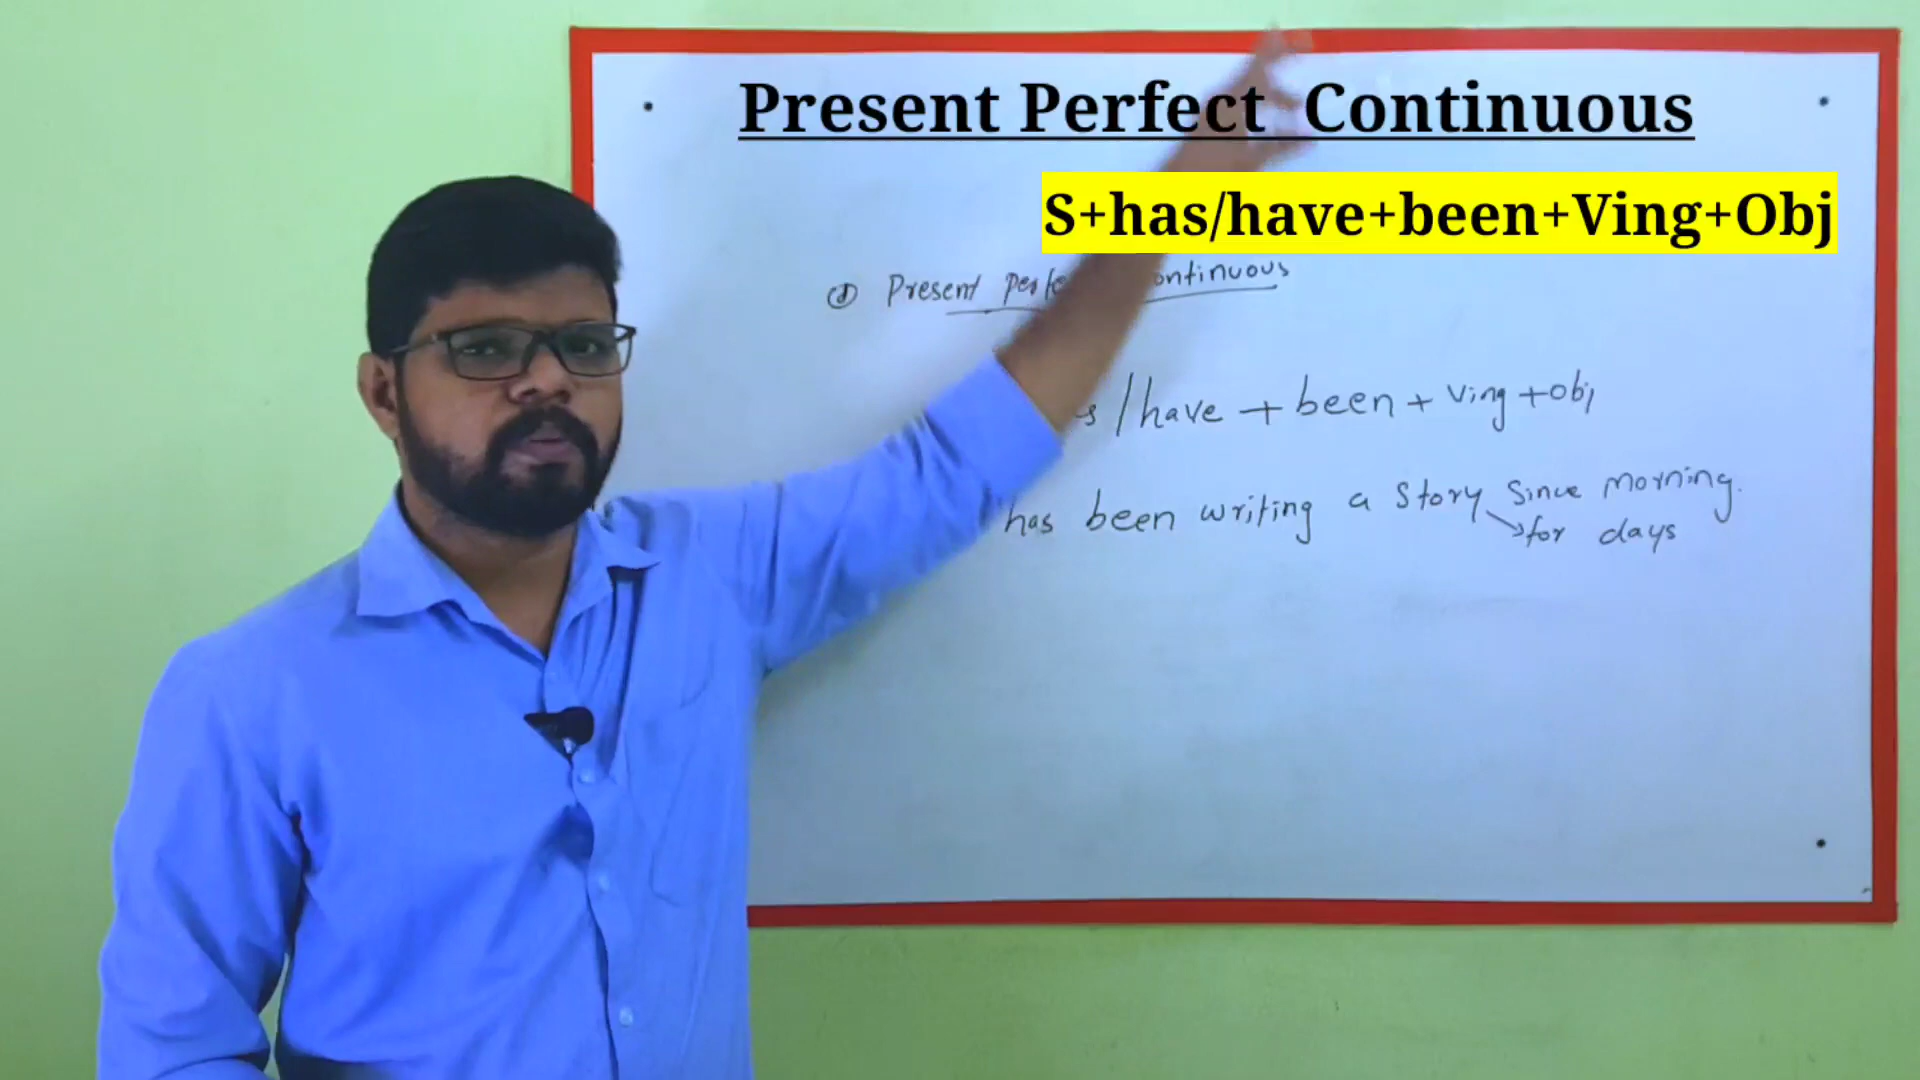 Present Perfect Continuous
S+has/have+been+Ving+Obj
(d) Present continuous
/have + been + Ving + obj
has been writing a story since morning.
for days